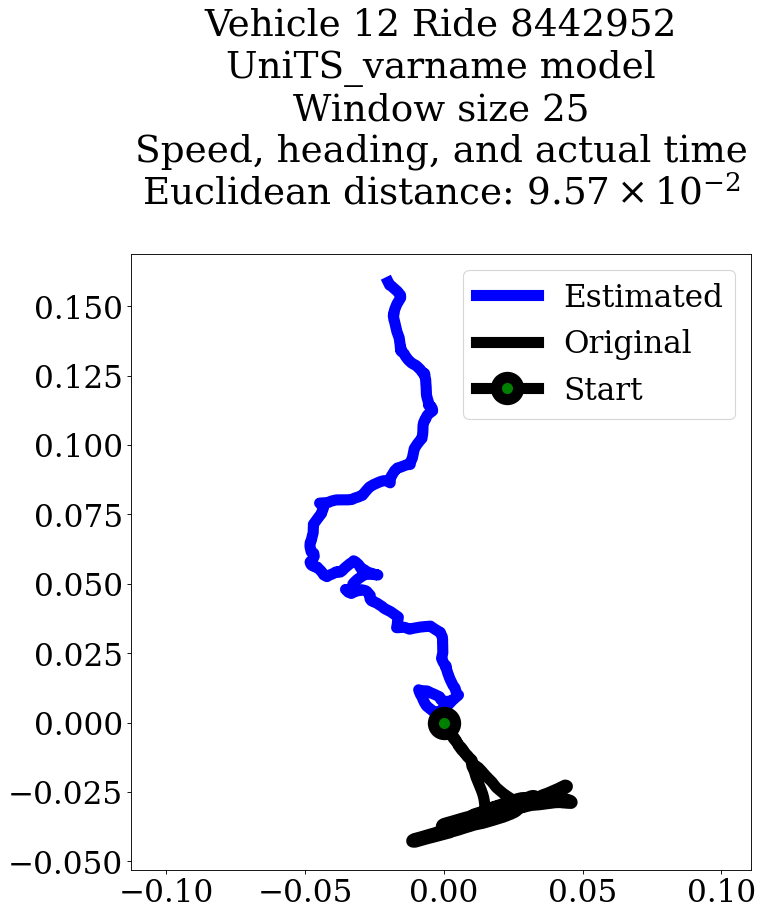 Vehicle 12 Ride 8442952
UniTS_varname model
Window size 25
Speed, heading, and actual time
Euclidean distance: 9.57 × 10⁻²
Estimated
Original
Start
0.150
0.125
0.100
0.075
0.050
0.025
0.000
−0.025
−0.050
−0.10 −0.05 0.00 0.05 0.10